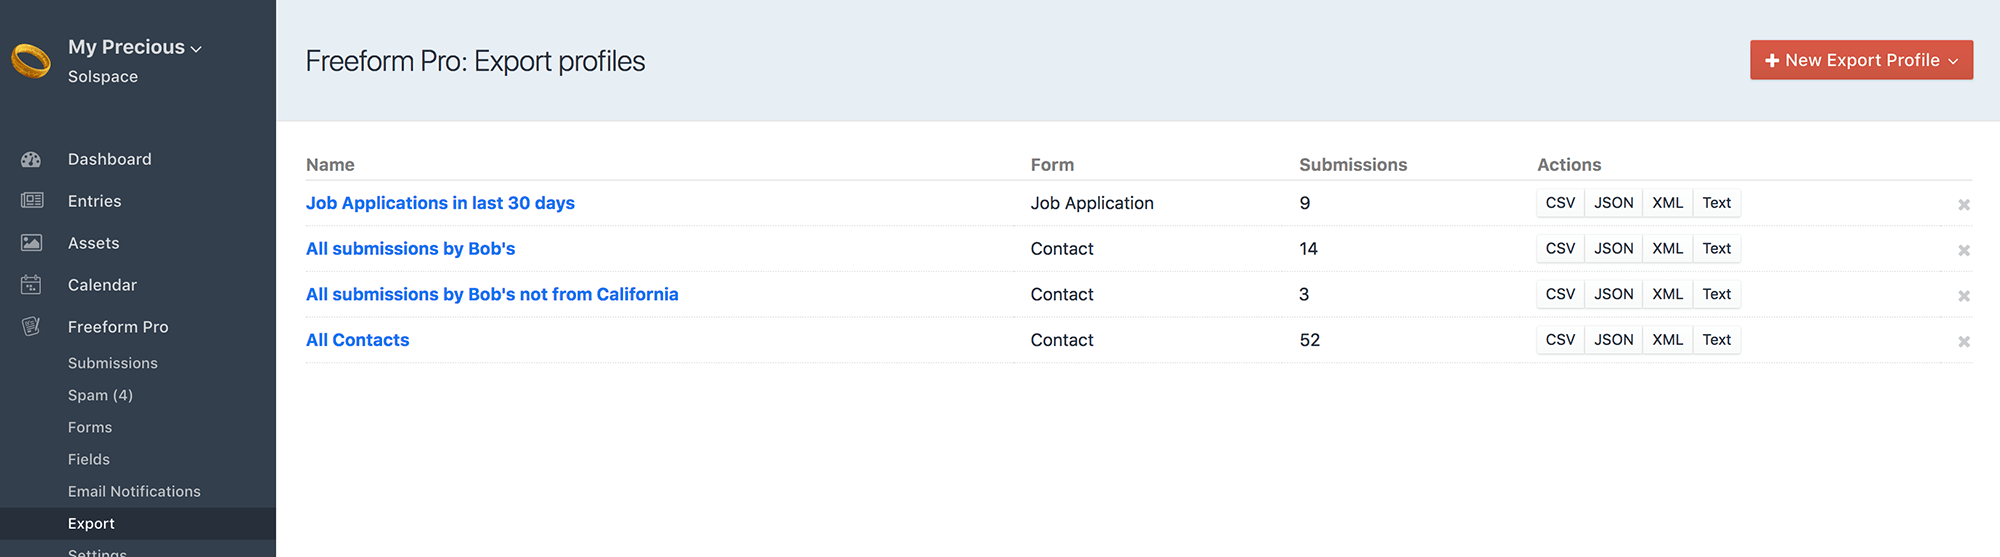 My Precious
Solspace
Dashboard
Entries
Assets
Calendar
Freeform Pro
Submissions
Spam (4)
Forms
Fields
Email Notifications
Export
Settings
Freeform Pro: Export profiles
New Export Profile
Name Form Submissions Actions
Job Applications in last 30 days Job Application 9 CSV JSON XML Text
All submissions by Bob's Contact 14 CSV JSON XML Text
All submissions by Bob's not from California Contact 3 CSV JSON XML Text
All Contacts Contact 52 CSV JSON XML Text